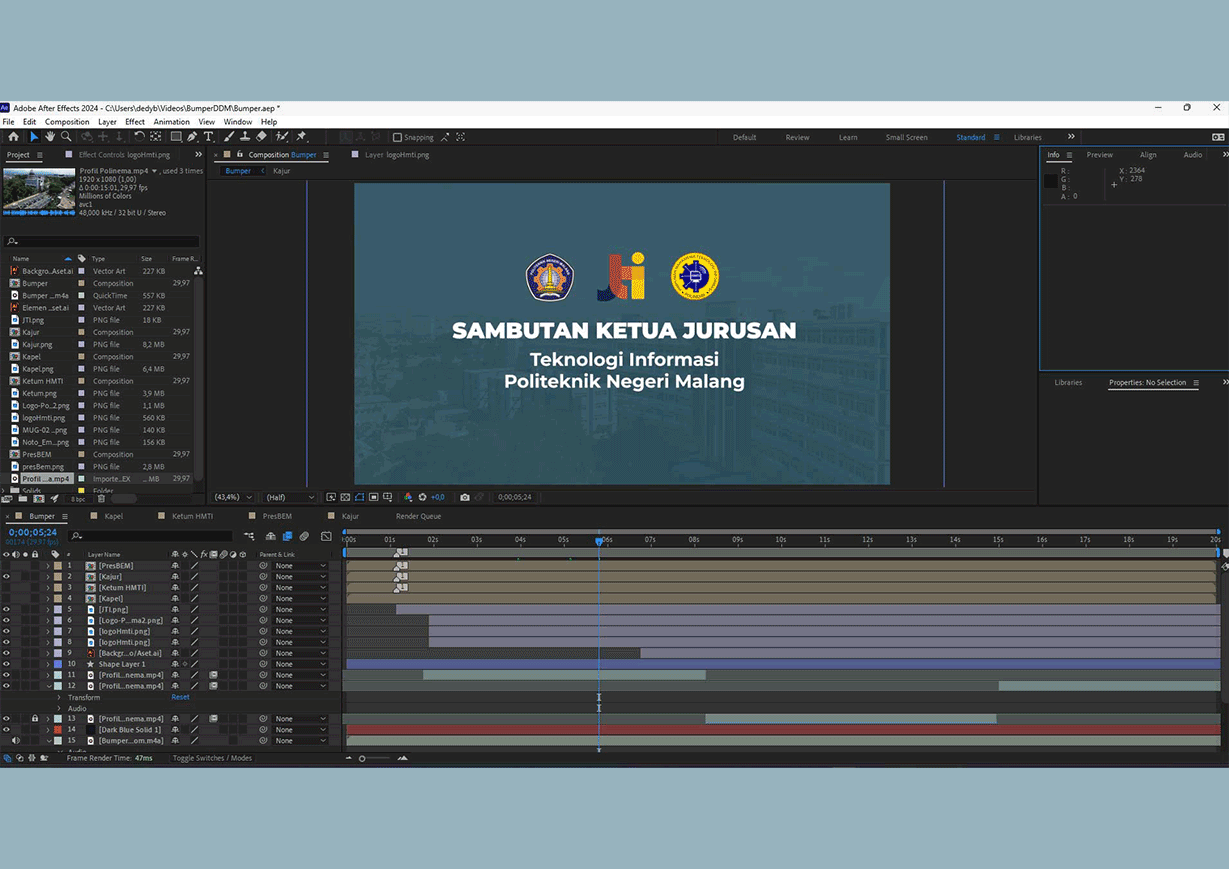 Adobe After Effects 2024 - C:\Users\dedyb\Videos\BumperDDM\Bumper.aep *
File Edit Composition Layer Effect Animation View Window Help
Snapping Default Review Learn Small Screen Standard Libraries
Project Effect Controls logoHmti.png Composition Bumper Layer logoHmti.png Info Preview Align Audio
Bumper Kajur
Profil Polinema.mp4 , used 3 times
1920 x 1080 (1,00)
Δ 0:00:15:01, 29,97 fps
Millions of Colors
avc1
48,000 kHz / 32 bit U / Stereo
R :
G :
B :
A : 0
X : 2364
Y : 278
SAMBUTAN KETUA JURUSAN
Teknologi Informasi
Politeknik Negeri Malang
Name Type Size Frame R...
Backgro..Aset.ai Vector Art 227 KB
Bumper Composition 29,97
Bumper ...m4a QuickTime 557 KB
Elemen ..set.ai Vector Art 227 KB
JTI.png PNG file 18 KB
Kajur Composition 29,97
Kajur.png PNG file 8,2 MB
Kapel Composition 29,97
Kapel.png PNG file 6,4 MB
Ketum HMTI Composition 29,97
Ketum.png PNG file 3,9 MB
Logo-Po_2.png PNG file 1,1 MB
logoHmti.png PNG file 560 KB
MUG-02 ..png PNG file 140 KB
Noto_Em...png PNG file 156 KB
PresBEM Composition 29,97
presBem.png PNG file 2,8 MB
Profil ...a.mp4 Importe..EX ... MB 29,97
Solids Folder
8 bpc
Libraries Properties: No Selection
(43,4%) (Half) +0,0 0;00;05;24
Bumper Kapel Ketum HMTI PresBEM Kajur Render Queue
0;00;05;24
00174 (29.97 fps)
:00s 01s 02s 03s 04s 05s 06s 07s 08s 09s 10s 11s 12s 13s 14s 15s 16s 17s 18s 19s 20s
# Layer Name fx Parent & Link
1 [PresBEM] None
2 [Kajur] None
3 [Ketum HMTI] None
4 [Kapel] None
5 [JTI.png] None
6 [Logo-P...ma2.png] None
7 [logoHmti.png] None
8 [logoHmti.png] None
9 [Backgr...o/Aset.ai] None
10 Shape Layer 1 None
11 [Profil...nema.mp4] None
12 [Profil...nema.mp4] None
Transform Reset
Audio
13 [Profil...nema.mp4] None
14 [Dark Blue Solid 1] None
15 [Bumper...om.m4a] None
Audio
Frame Render Time: 47ms Toggle Switches / Modes